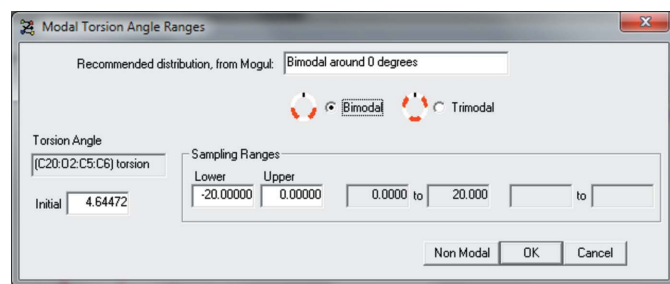 Modal Torsion Angle Ranges
Recommended distribution, from Mogul: Bimodal around 0 degrees
Bimodal Trimodal
Torsion Angle
(C20:O2:C5:C6) torsion
Initial 4.64472
Sampling Ranges
Lower Upper
-20.00000 0.00000 0.0000 to 20.000 to
Non Modal OK Cancel